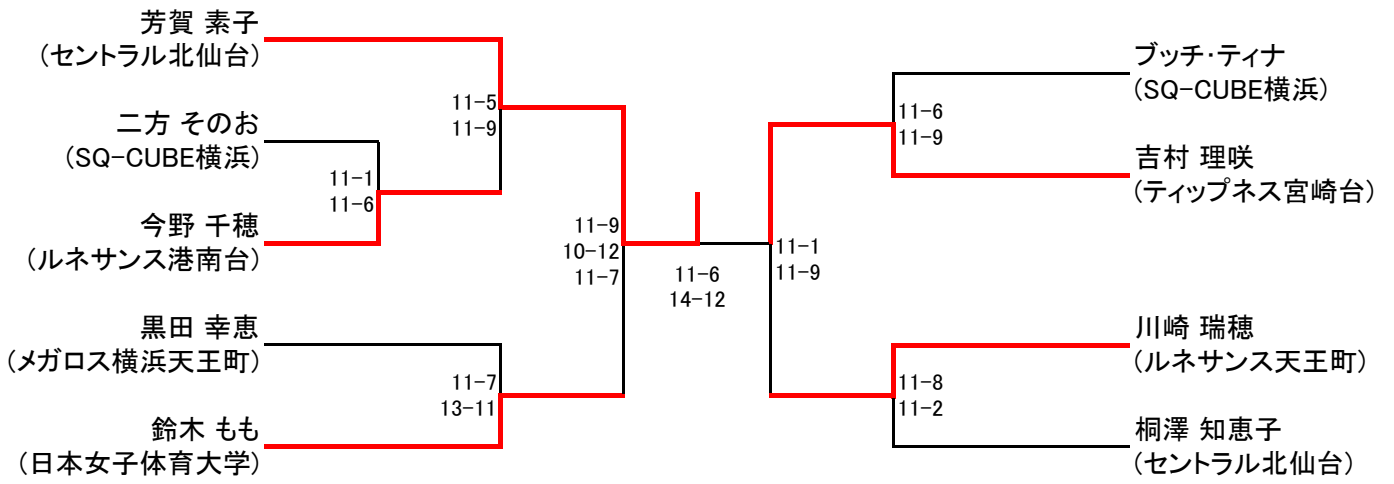 芳賀 素子
(セントラル北仙台)
二方 そのお
(SQ-CUBE横浜)
今野 千穂
(ルネサンス港南台)
黒田 幸恵
(メガロス横浜天王町)
鈴木 もも
(日本女子体育大学)
11-5
11-9
11-1
11-6
11-7
13-11
11-9
10-12
11-7
11-6
14-12
11-1
11-9
11-6
11-9
11-8
11-2
ブッチ・ティナ
(SQ-CUBE横浜)
吉村 理咲
(ティップネス宮崎台)
川崎 瑞穂
(ルネサンス天王町)
桐澤 知恵子
(セントラル北仙台)